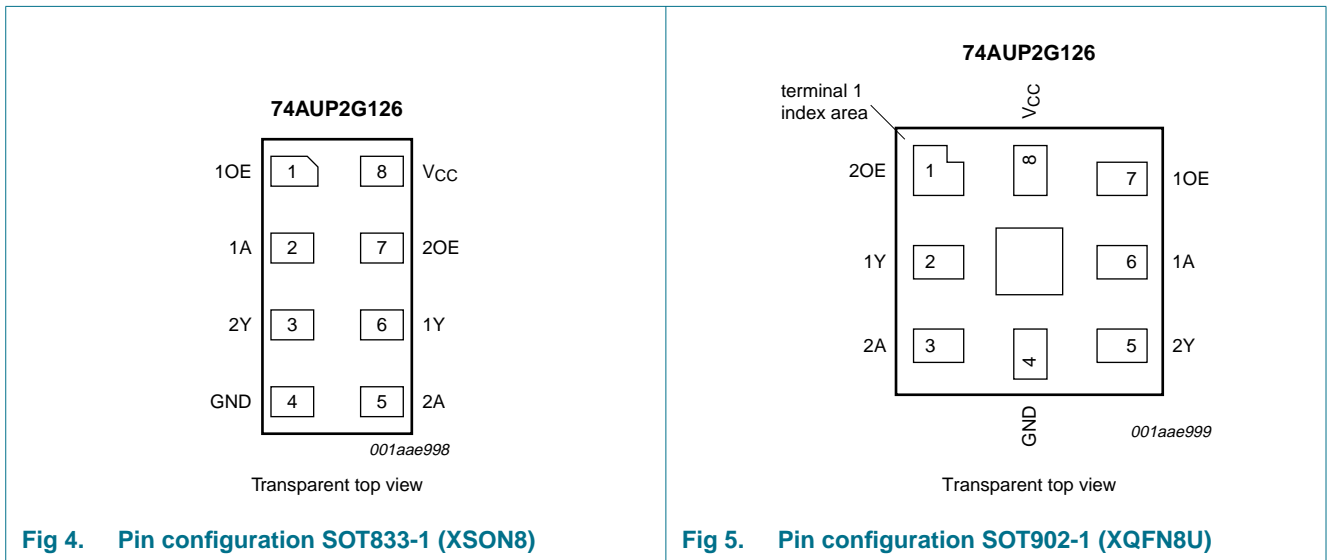 74AUP2G126
1OE 1 8 VCC
1A 2 7 2OE
2Y 3 6 1Y
GND 4 5 2A
001aae998
Transparent top view
Fig 4. Pin configuration SOT833-1 (XSON8)
74AUP2G126
terminal 1
index area
VCC
2OE 1 8 7 1OE
1Y 2 6 1A
2A 3 4 5 2Y
GND
001aae999
Transparent top view
Fig 5. Pin configuration SOT902-1 (XQFN8U)